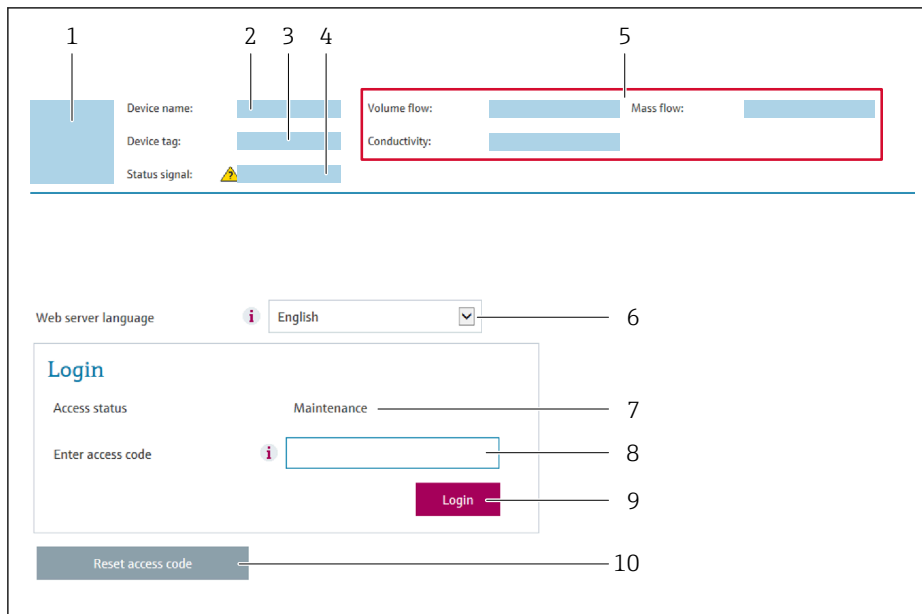 1 2 3 4 5
Device name: Volume flow: Mass flow:
Device tag: Conductivity:
Status signal: ?
Web server language i English 6
Login
Access status Maintenance 7
Enter access code i 8
Login 9
Reset access code 10